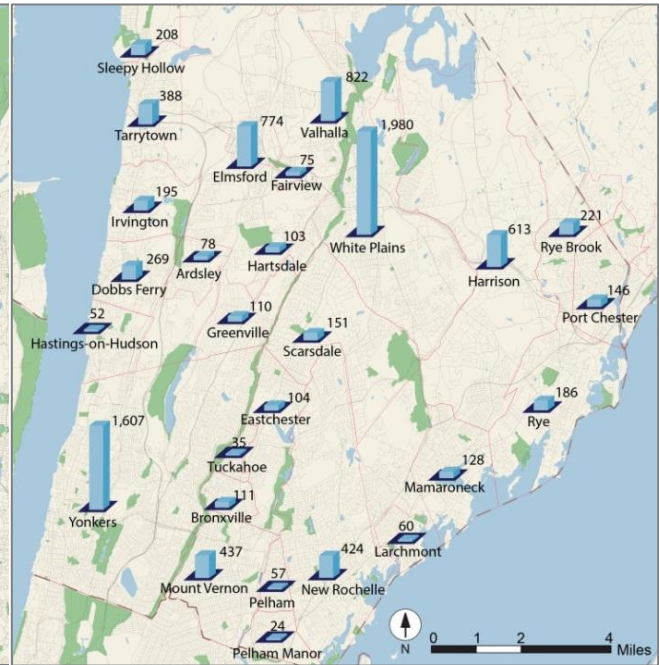 208
Sleepy Hollow
388
Tarrytown
822
Valhalla
774
Elmsford
75
Fairview
1,980
White Plains
195
Irvington
78
Ardsley
103
Hartsdale
613
Harrison
221
Rye Brook
269
Dobbs Ferry
146
Port Chester
52
Hastings-on-Hudson
110
Greenville
151
Scarsdale
104
Eastchester
186
Rye
1,607
Yonkers
35
Tuckahoe
128
Mamaroneck
111
Bronxville
60
Larchmont
437
Mount Vernon
57
Pelham
424
New Rochelle
24
Pelham Manor
N
0 1 2 4 Miles